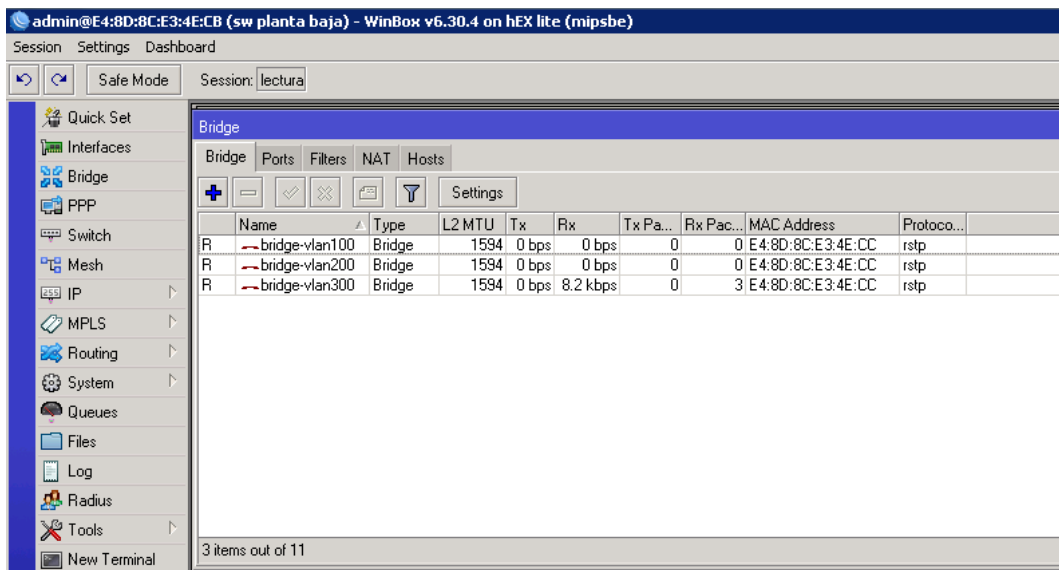 admin@E4:8D:8C:E3:4E:CB (sw planta baja) - WinBox v6.30.4 on hEX lite (mipsbe)
Session Settings Dashboard
Safe Mode Session: lectura
Quick Set
Interfaces
Bridge
PPP
Switch
Mesh
255 IP
MPLS
Routing
System
Queues
Files
Log
Radius
Tools
New Terminal
Bridge
Bridge Ports Filters NAT Hosts
Settings
Name Type L2 MTU Tx Rx Tx Pa... Rx Pac... MAC Address Protoco...
R bridge-vlan100 Bridge 1594 0 bps 0 bps 0 0 E4:8D:8C:E3:4E:CC rstp
R bridge-vlan200 Bridge 1594 0 bps 0 bps 0 0 E4:8D:8C:E3:4E:CC rstp
R bridge-vlan300 Bridge 1594 0 bps 8.2 kbps 0 3 E4:8D:8C:E3:4E:CC rstp
3 items out of 11